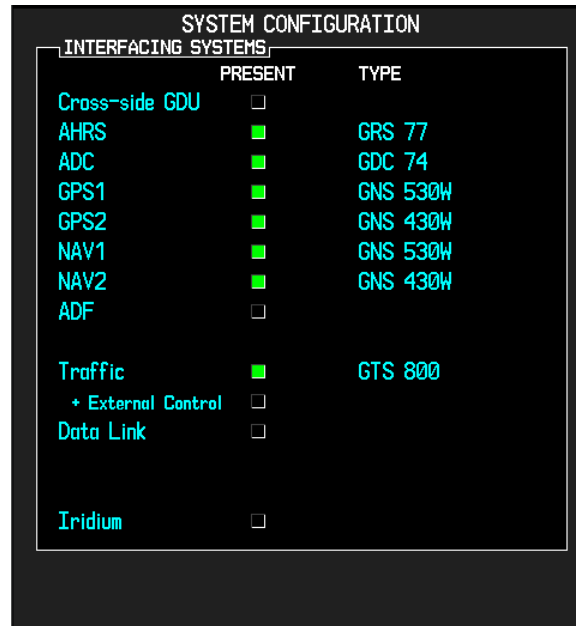 SYSTEM CONFIGURATION
INTERFACING SYSTEMS
PRESENT TYPE
Cross-side GDU
AHRS GRS 77
ADC GDC 74
GPS1 GNS 530W
GPS2 GNS 430W
NAV1 GNS 530W
NAV2 GNS 430W
ADF
Traffic GTS 800
+ External Control
Data Link
Iridium